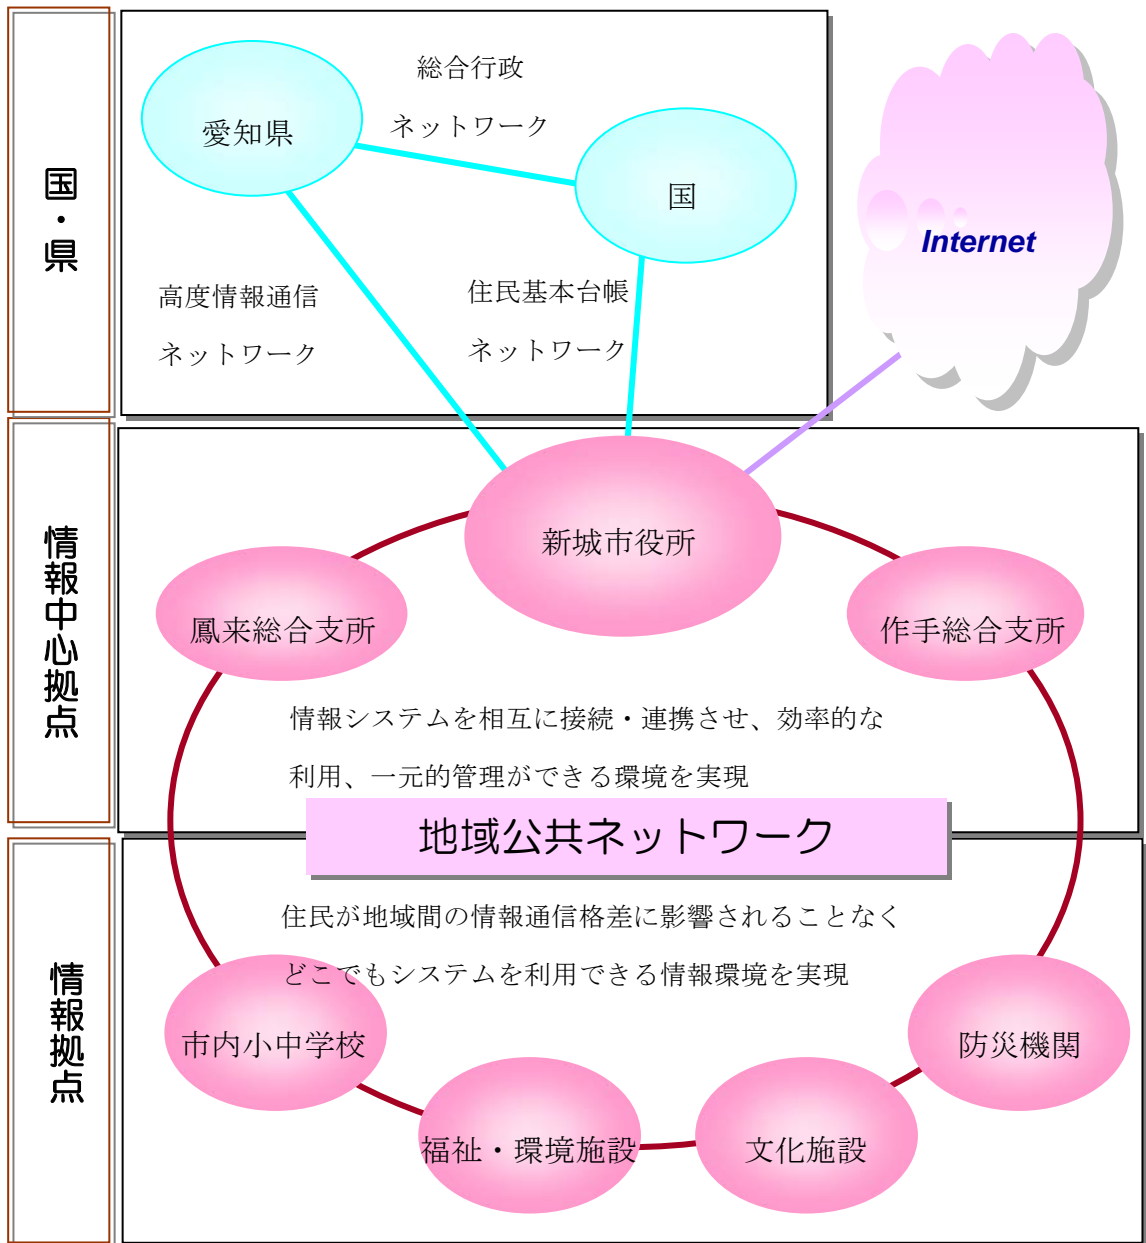 国・県
総合行政
ネットワーク
愛知県
国
Internet
高度情報通信
ネットワーク
住民基本台帳
ネットワーク
情報中心拠点
新城市役所
鳳来総合支所
作手総合支所
情報システムを相互に接続・連携させ、効率的な
利用、一元的管理ができる環境を実現
地域公共ネットワーク
情報拠点
住民が地域間の情報通信格差に影響されることなく
どこでもシステムを利用できる情報環境を実現
市内小中学校
防災機関
福祉・環境施設
文化施設